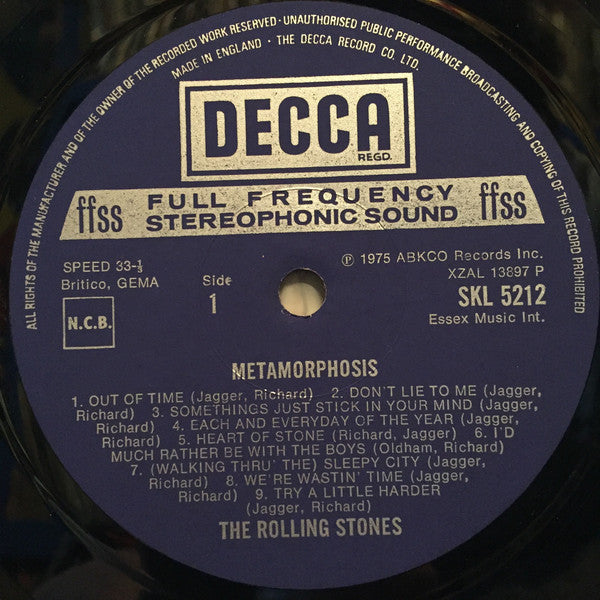 ALL RIGHTS OF THE MANUFACTURER AND OF THE OWNER OF THE RECORDED WORK RESERVED · UNAUTHORISED PUBLIC PERFORMANCE BROADCASTING AND COPYING OF THIS RECORD PROHIBITED
MADE IN ENGLAND · THE DECCA RECORD CO. LTD.
DECCA
REGD.
ffss FULL FREQUENCY ffss
STEREOPHONIC SOUND
SPEED 33-⅓
Britico, GEMA
N.C.B.
Side
1
℗ 1975 ABKCO Records Inc.
XZAL 13897 P
SKL 5212
Essex Music Int.
METAMORPHOSIS
1. OUT OF TIME (Jagger, Richard) 2. DON'T LIE TO ME (Jagger,
Richard) 3. SOMETHINGS JUST STICK IN YOUR MIND (Jagger,
Richard) 4. EACH AND EVERYDAY OF THE YEAR (Jagger,
Richard) 5. HEART OF STONE (Richard, Jagger) 6. I'D
MUCH RATHER BE WITH THE BOYS (Oldham, Richard)
7. (WALKING THRU' THE) SLEEPY CITY (Jagger,
Richard) 8. WE'RE WASTIN' TIME (Jagger,
Richard) 9. TRY A LITTLE HARDER
(Jagger, Richard)
THE ROLLING STONES